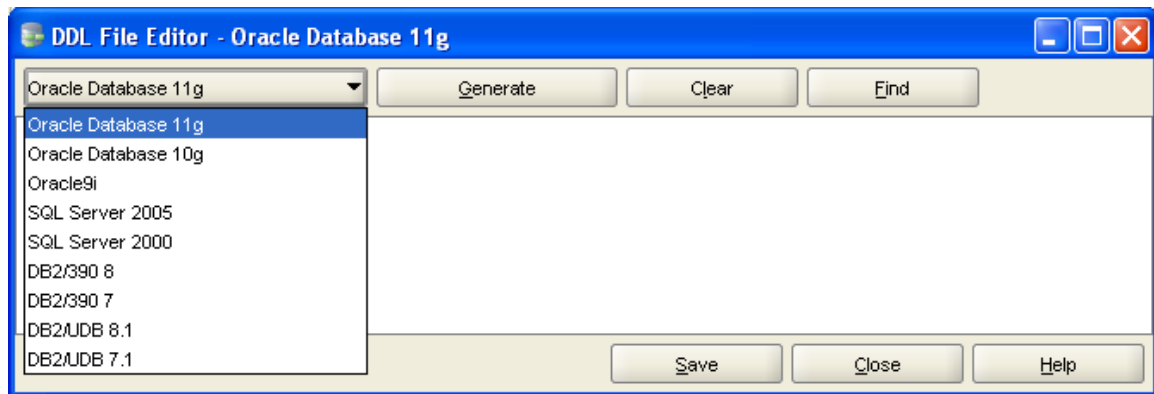 DDL File Editor - Oracle Database 11g
Oracle Database 11g Generate Clear Find
Oracle Database 11g
Oracle Database 10g
Oracle9i
SQL Server 2005
SQL Server 2000
DB2/390 8
DB2/390 7
DB2/UDB 8.1
DB2/UDB 7.1
Save Close Help